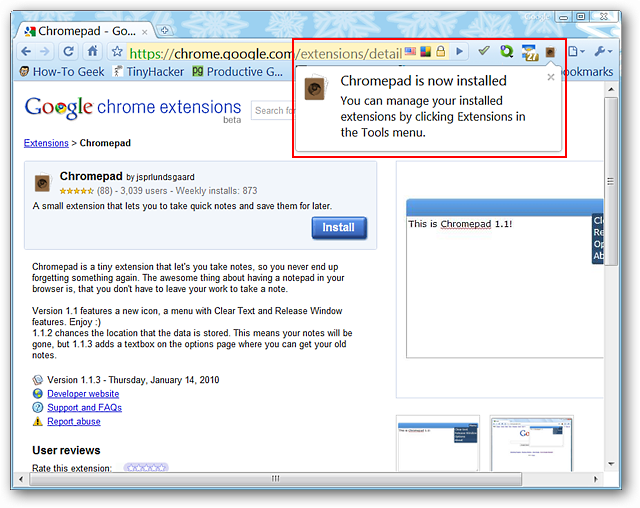 Chromepad - Go...
Google
https://chrome.google.com/extensions/detail
27
How-To Geek
TinyHacker
Productive G...
okmarks
Chromepad is now installed
You can manage your installed
extensions by clicking Extensions in
the Tools menu.
Google chrome extensions
beta
Search for
Extensions > Chromepad
Chromepad by jsprlundsgaard
(88) - 3,039 users - Weekly installs: 873
A small extension that lets you to take quick notes and save them for later.
Install
This is Chromepad 1.1!
Cle
Re
Op
Ab
Chromepad is a tiny extension that let's you take notes, so you never end up
forgetting something again. The awesome thing about having a notepad in your
browser is, that you don't have to leave your work to take a note.
Version 1.1 features a new icon, a menu with Clear Text and Release Window
features. Enjoy :)
1.1.2 chances the location that the data is stored. This means your notes will be
gone, but 1.1.3 adds a textbox on the options page where you can get your old
notes.
Version 1.1.3 - Thursday, January 14, 2010
Developer website
Support and FAQs
Report abuse
User reviews
Rate this extension: